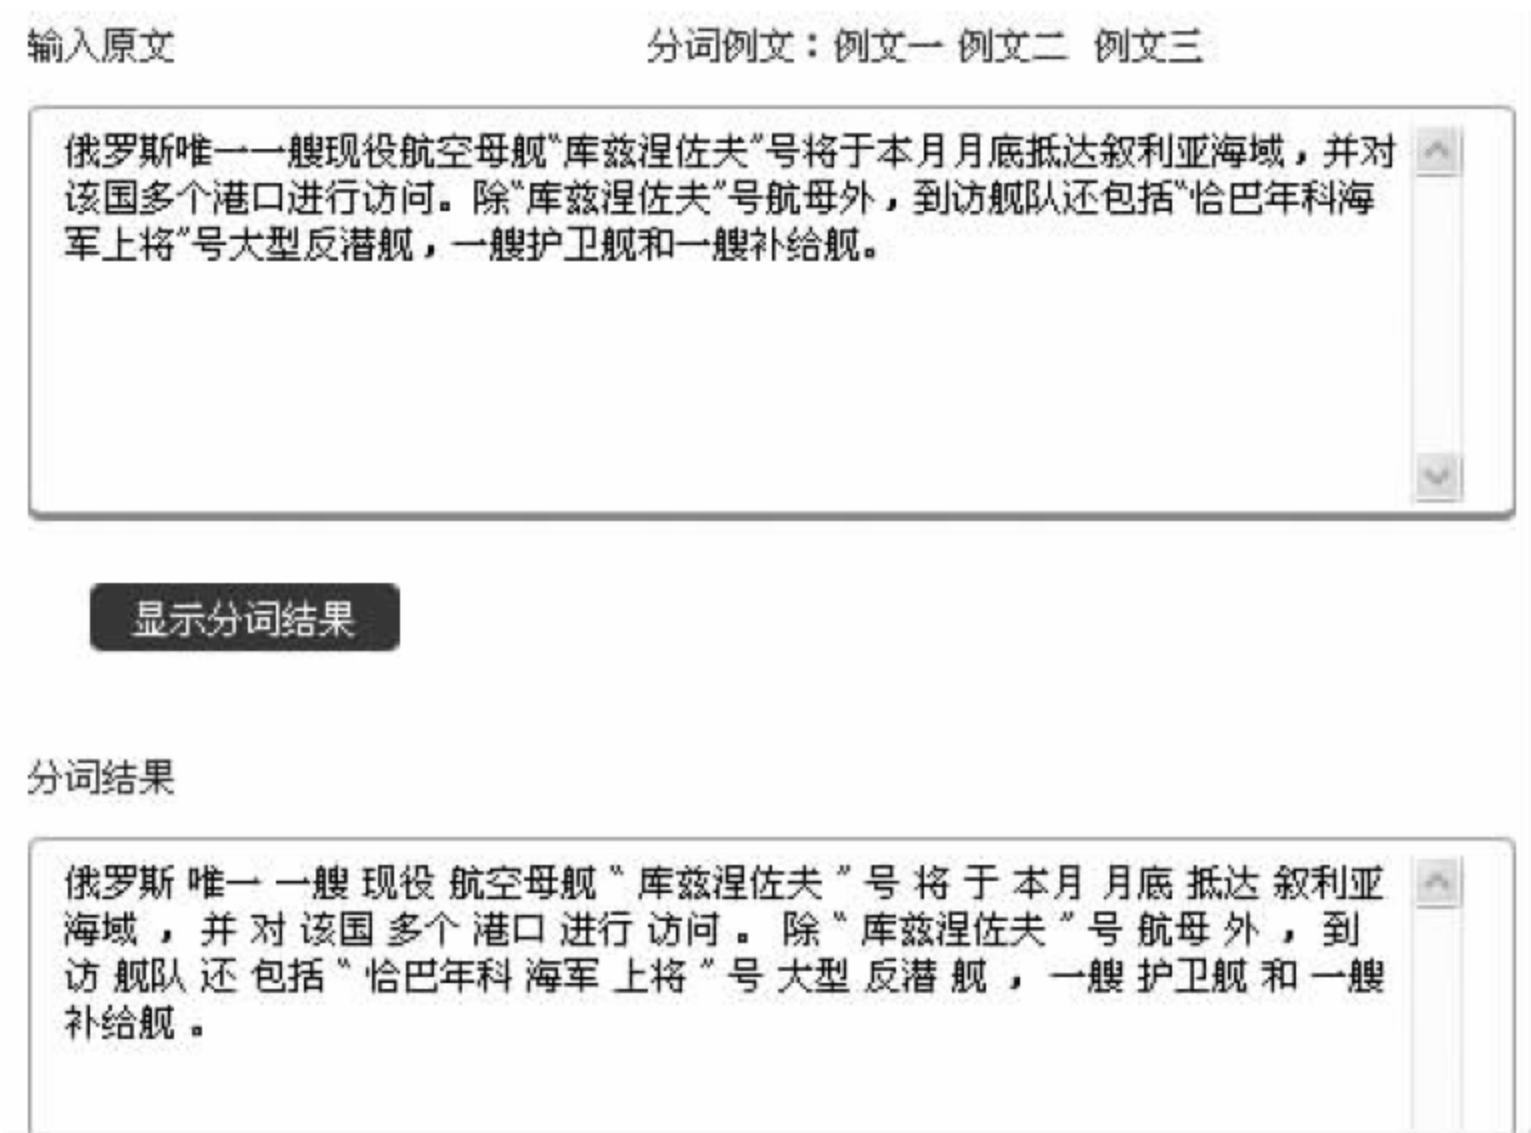 输入原文 分词例文：例文一 例文二 例文三
俄罗斯唯一一艘现役航空母舰“库兹涅佐夫”号将于本月月底抵达叙利亚海域，并对
该国多个港口进行访问。除“库兹涅佐夫”号航母外，到访舰队还包括“恰巴年科海
军上将”号大型反潜舰，一艘护卫舰和一艘补给舰。
显示分词结果
分词结果
俄罗斯 唯一 一艘 现役 航空母舰 “ 库兹涅佐夫 ” 号 将 于 本月 月底 抵达 叙利亚
海域 ， 并 对 该国 多个 港口 进行 访问 。 除 “ 库兹涅佐夫 ” 号 航母 外 ， 到
访 舰队 还 包括 “ 恰巴年科 海军 上将 ” 号 大型 反潜 舰 ， 一艘 护卫舰 和 一艘
补给舰 。